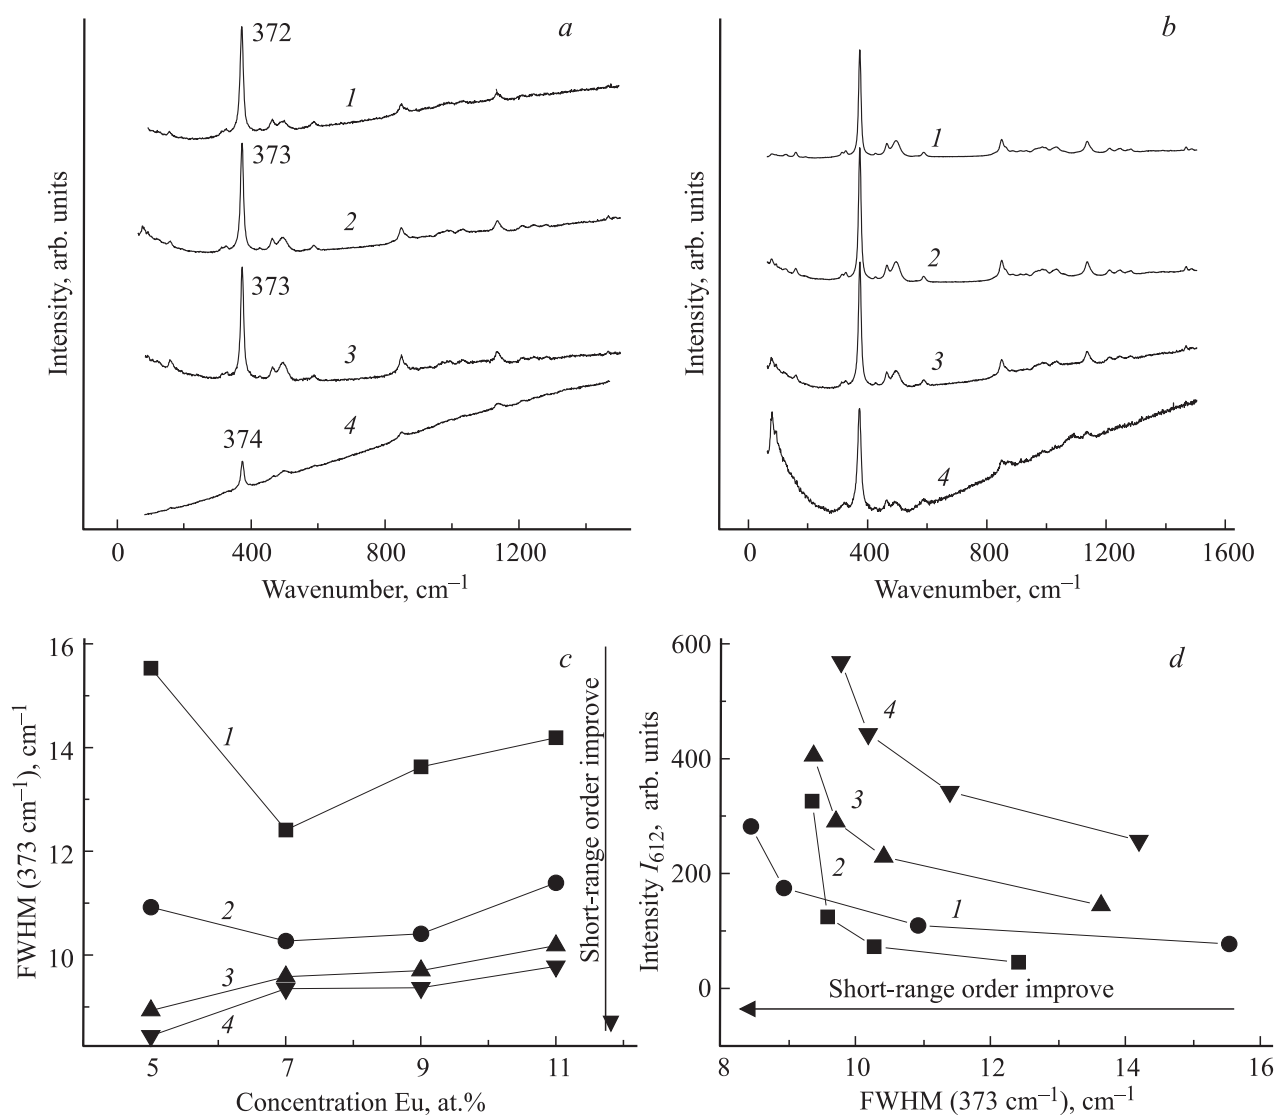 a
372
1
373
2
373
3
374
4
Intensity, arb. units
0 400 800 1200
Wavenumber, cm–1
b
1
2
3
4
Intensity, arb. units
0 400 800 1200 1600
Wavenumber, cm–1
c
16
14
12
10
FWHM (373 cm–1), cm–1
1
2
3
4
Short-range order improve
5 7 9 11
Concentration Eu, at.%
d
600
400
200
0
Intensity I612, arb. units
4
3
2
1
Short-range order improve
8 10 12 14 16
FWHM (373 cm–1), cm–1